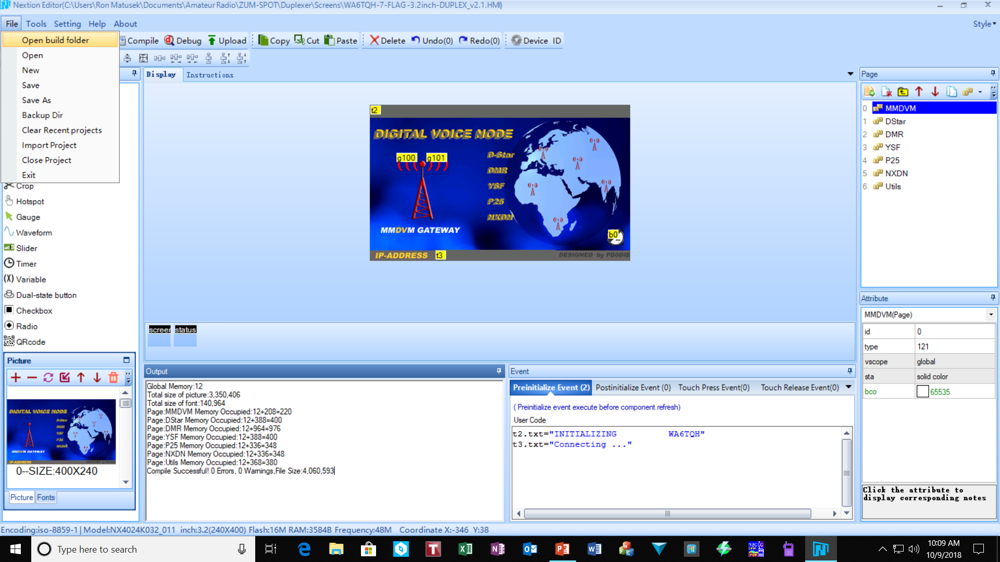 Nextion Editor(C:\Users\Ron Matusek\Documents\Amateur Radio\ZUM-SPOT\Duplexer\Screens\WA6TQH-7-FLAG-3.2inch-DUPLEX_v2.1.HMI)
File Tools Setting Help About Style
Open build folder
Open
New
Save
Save As
Backup Dir
Clear Recent projects
Import Project
Close Project
Exit
Compile Debug Upload Copy Cut Paste Delete Undo(0) Redo(0) Device ID
Crop
Hotspot
Gauge
Waveform
Slider
Timer
(X) Variable
Dual-state button
Checkbox
Radio
QRcode
Picture
DIGITAL VOICE NODE
D-Star
DMR
YSF
P25
NXDN
MMDVM GATEWAY
IP-ADDRESS
0--SIZE:400X240
Picture Fonts
Display Instructions
t2
DIGITAL VOICE NODE
g100 g101
D-Star
DMR
YSF
P25
NXDN
MMDVM GATEWAY
b0
IP-ADDRESS t3 DESIGNED by PD0DIB
screer status
Output
Global Memory:12
Total size of picture:3,350,406
Total size of font:140,964
Page:MMDVM Memory Occupied:12+208=220
Page:DStar Memory Occupied:12+388=400
Page:DMR Memory Occupied:12+964=976
Page:YSF Memory Occupied:12+388=400
Page:P25 Memory Occupied:12+336=348
Page:NXDN Memory Occupied:12+336=348
Page:Utils Memory Occupied:12+368=380
Compile Successful! 0 Errors, 0 Warnings,File Size:4,060,593
Event
Preinitialize Event (2) Postinitialize Event (0) Touch Press Event(0) Touch Release Event(0)
( Preinitialize event execute before component refresh)
User Code
t2.txt="INITIALIZING WA6TQH"
t3.txt="Connecting ..."
Page
0 MMDVM
1 DStar
2 DMR
3 YSF
4 P25
5 NXDN
6 Utils
Attribute
MMDVM(Page)
id 0
type 121
vscope global
sta solid color
bco 65535
Click the attribute to
display corresponding notes
Encoding:iso-8859-1 | Model:NX4024K032_011 inch:3.2(240X400) Flash:16M RAM:3584B Frequency:48M Coordinate X:-346 Y:38
Type here to search
10:09 AM
10/9/2018